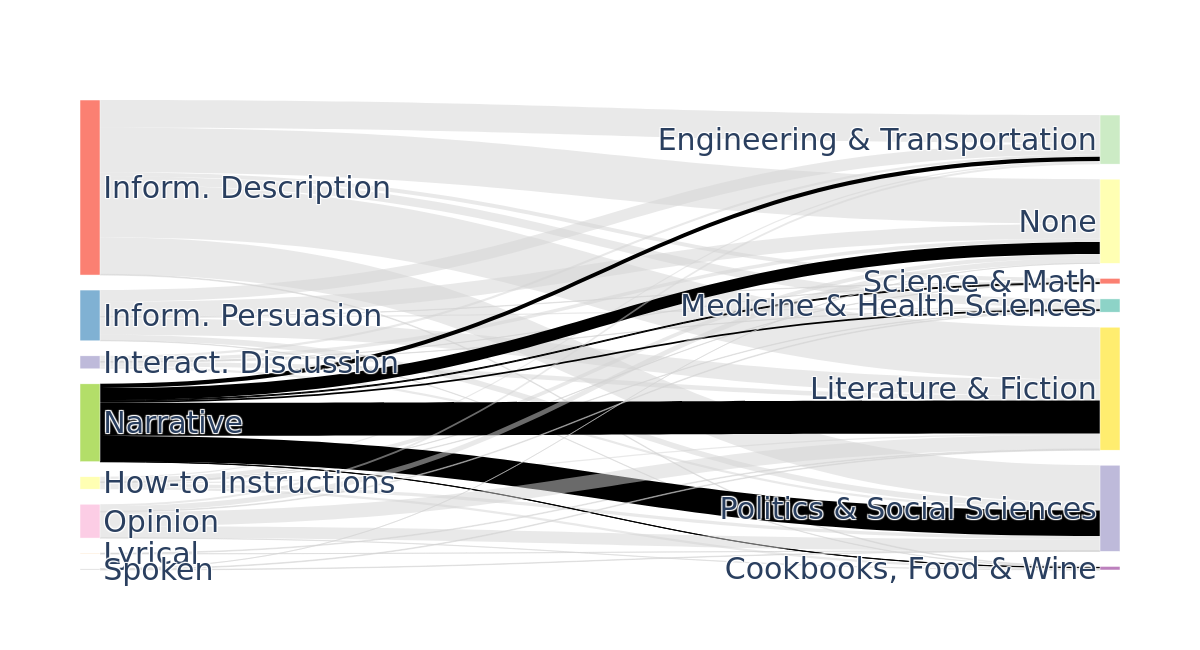 Inform. Description
Inform. Persuasion
Interact. Discussion
Narrative
How-to Instructions
Opinion
Lyrical
Spoken
Engineering & Transportation
None
Science & Math
Medicine & Health Sciences
Literature & Fiction
Politics & Social Sciences
Cookbooks, Food & Wine